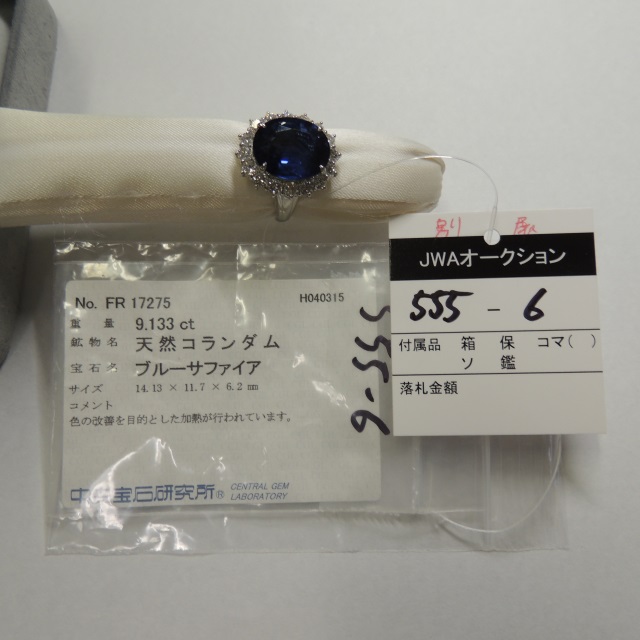 No. FR 17275 H040315
重 量 9.133 ct
鉱物名 天然コランダム
宝石名 ブルーサファイア
サイズ 14.13 × 11.7 × 6.2 mm
コメント
色の改善を目的とした加熱が行われています。
中央宝石研究所® CENTRAL GEM
LABORATORY
555-6
別
JWAオークション
555 - 6
付属品 箱 保 コマ( )
ソ 鑑
落札金額